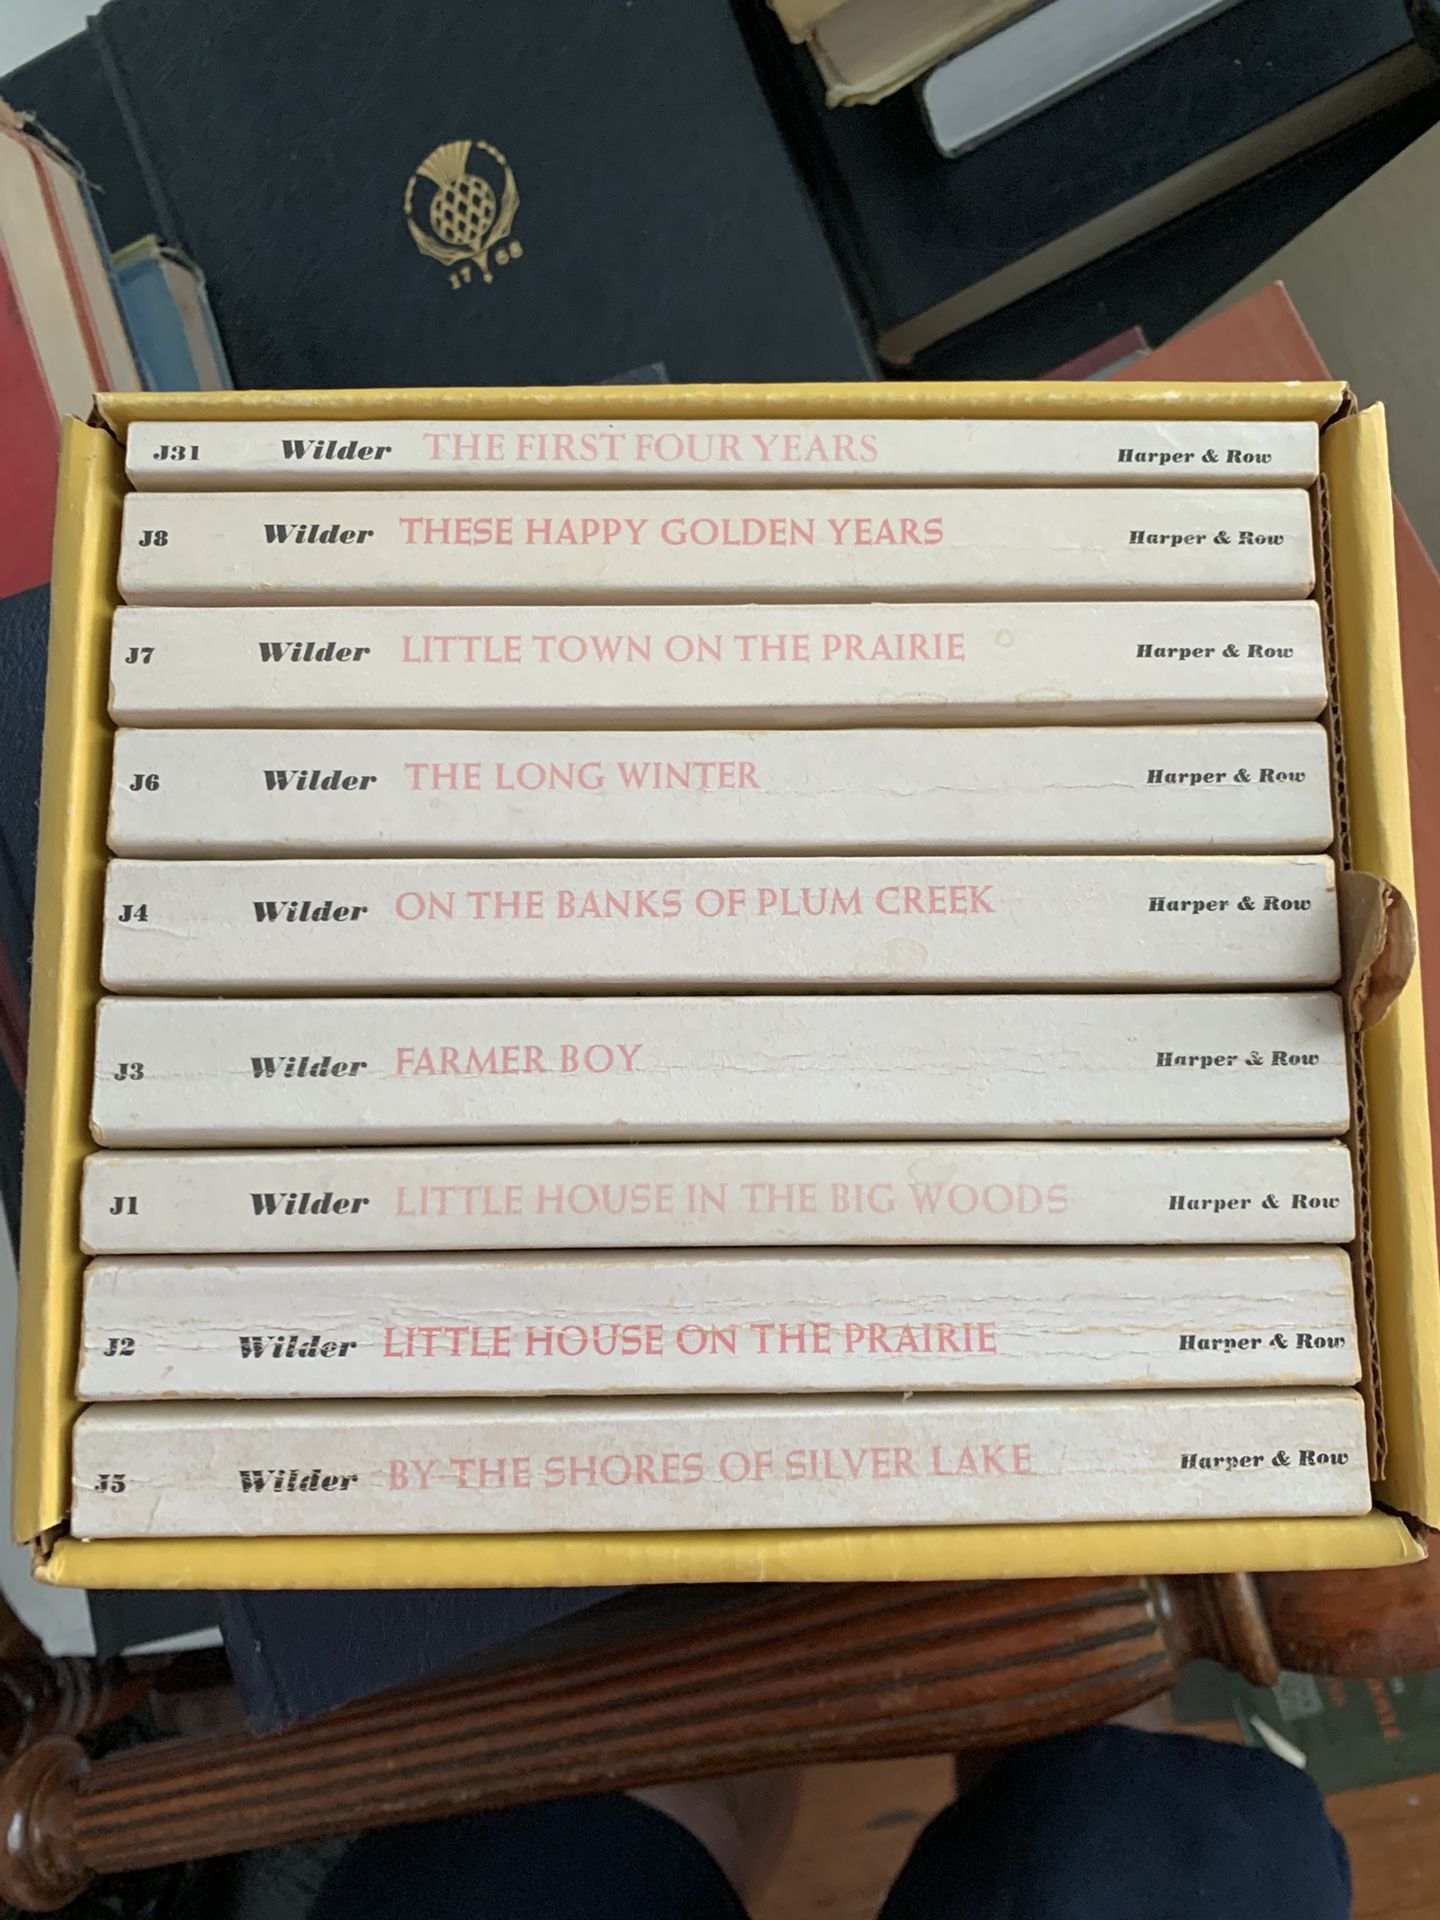 1768
J31 Wilder THE FIRST FOUR YEARS Harper & Row
J8 Wilder THESE HAPPY GOLDEN YEARS Harper & Row
J7 Wilder LITTLE TOWN ON THE PRAIRIE Harper & Row
J6 Wilder THE LONG WINTER Harper & Row
J4 Wilder ON THE BANKS OF PLUM CREEK Harper & Row
J3 Wilder FARMER BOY Harper & Row
J1 Wilder LITTLE HOUSE IN THE BIG WOODS Harper & Row
J2 Wilder LITTLE HOUSE ON THE PRAIRIE Harper & Row
J5 Wilder BY THE SHORES OF SILVER LAKE Harper & Row